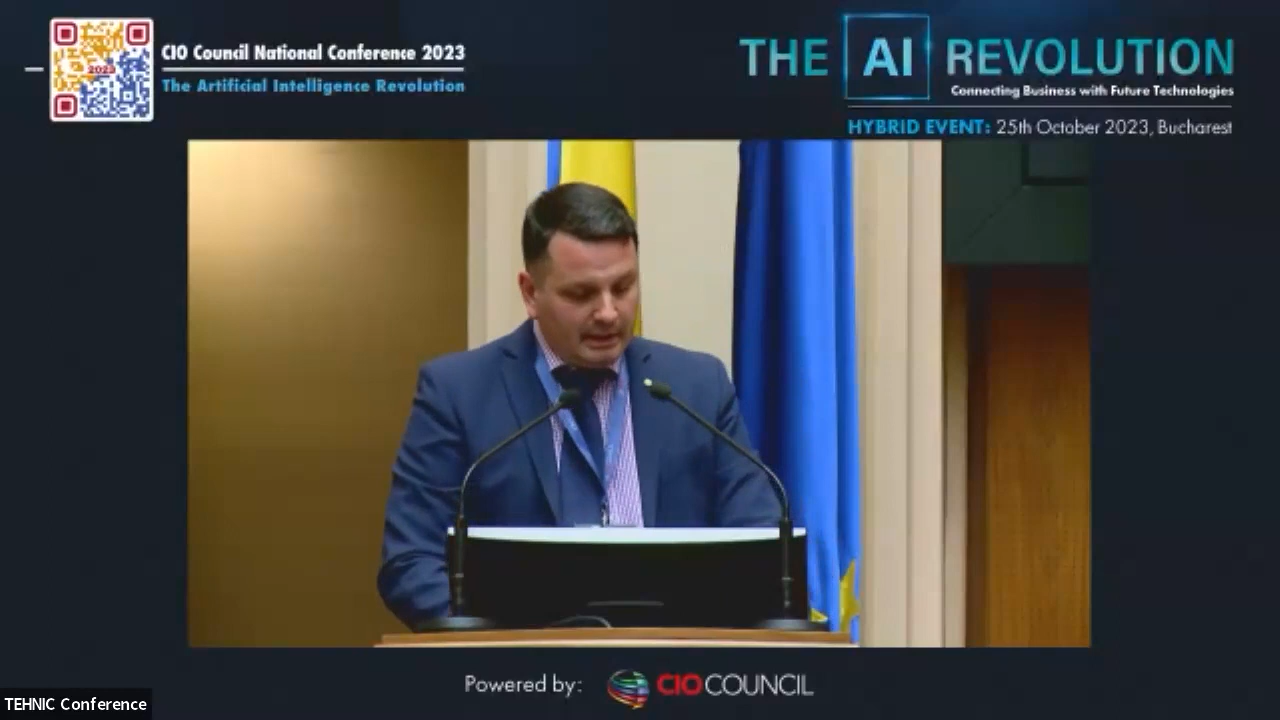 CIO Council National Conference 2023
The Artificial Intelligence Revolution
2023
THE AI REVOLUTION
Connecting Business with Future Technologies
HYBRID EVENT: 25th October 2023, Bucharest
Powered by: CIO COUNCIL
TEHNIC Conference